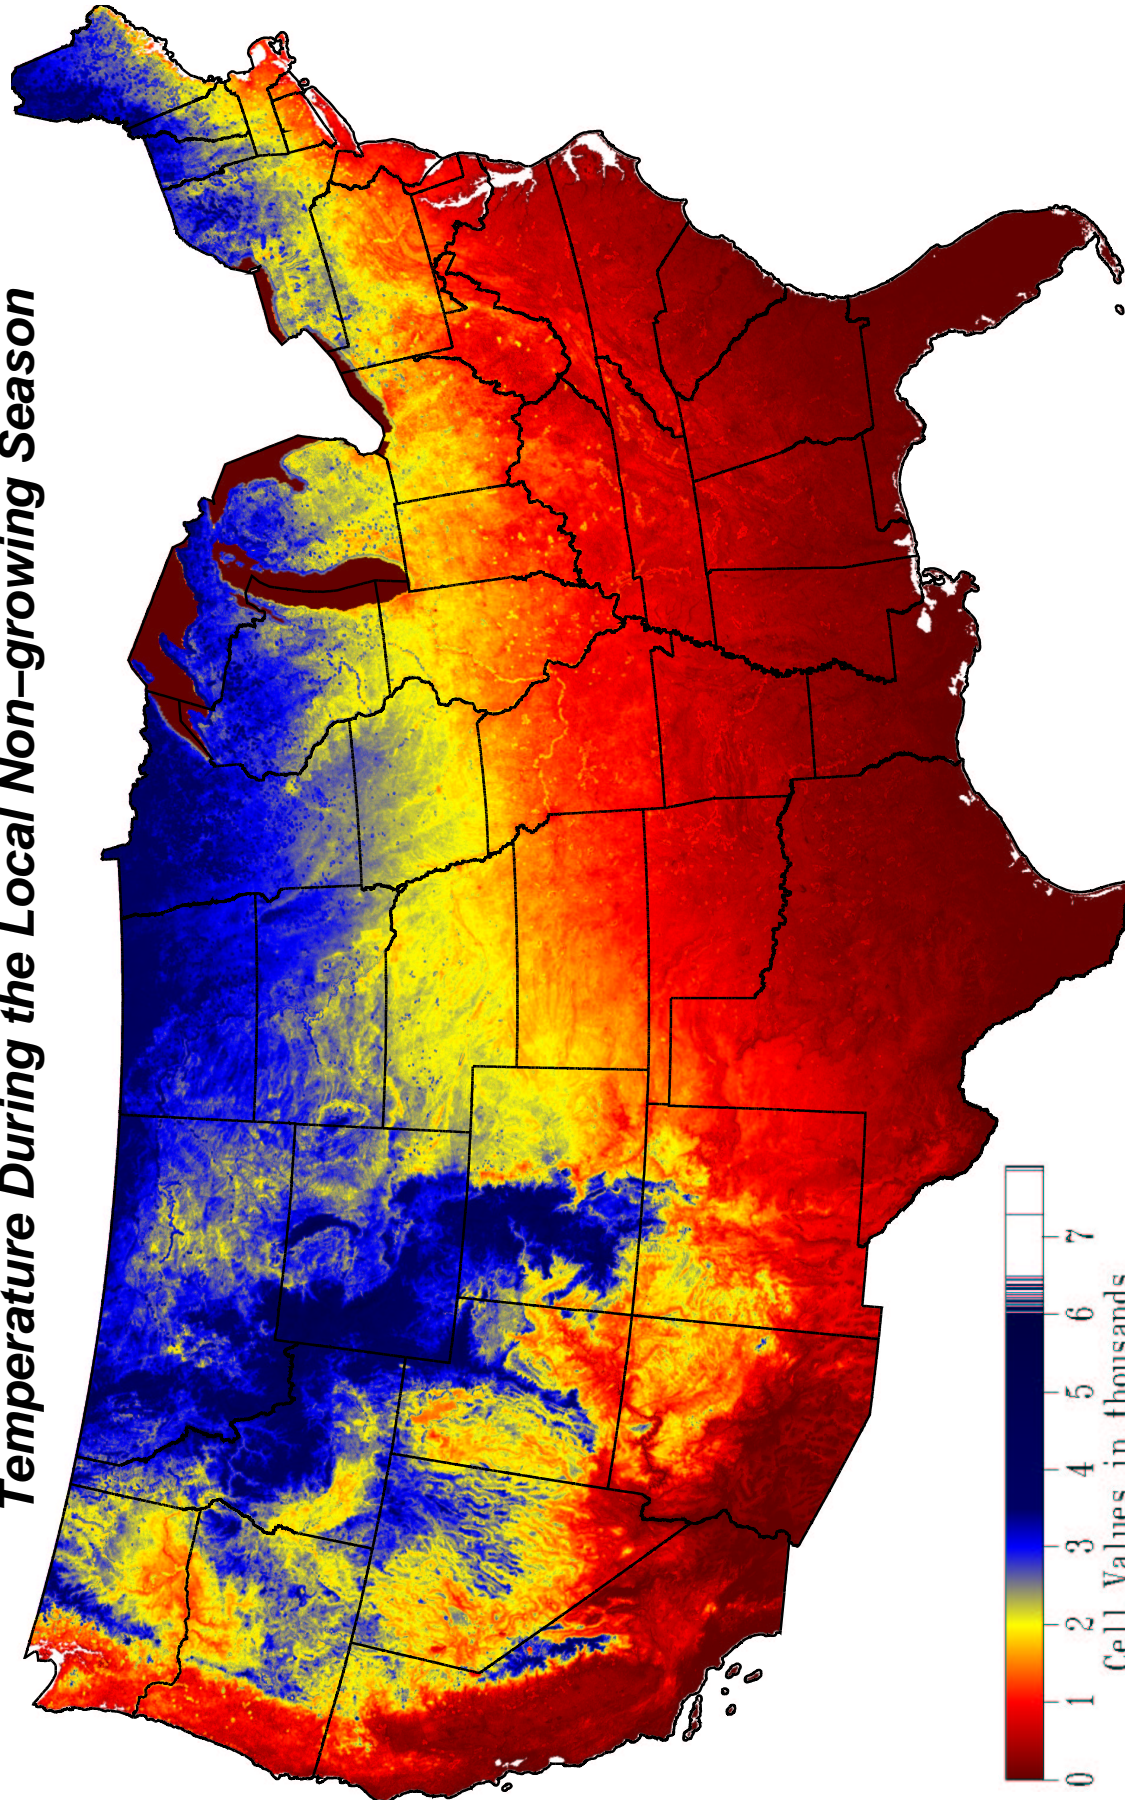 Temperature During the Local Non-growing Season
0 1 2 3 4 5 6 7
Cell Values in thousands